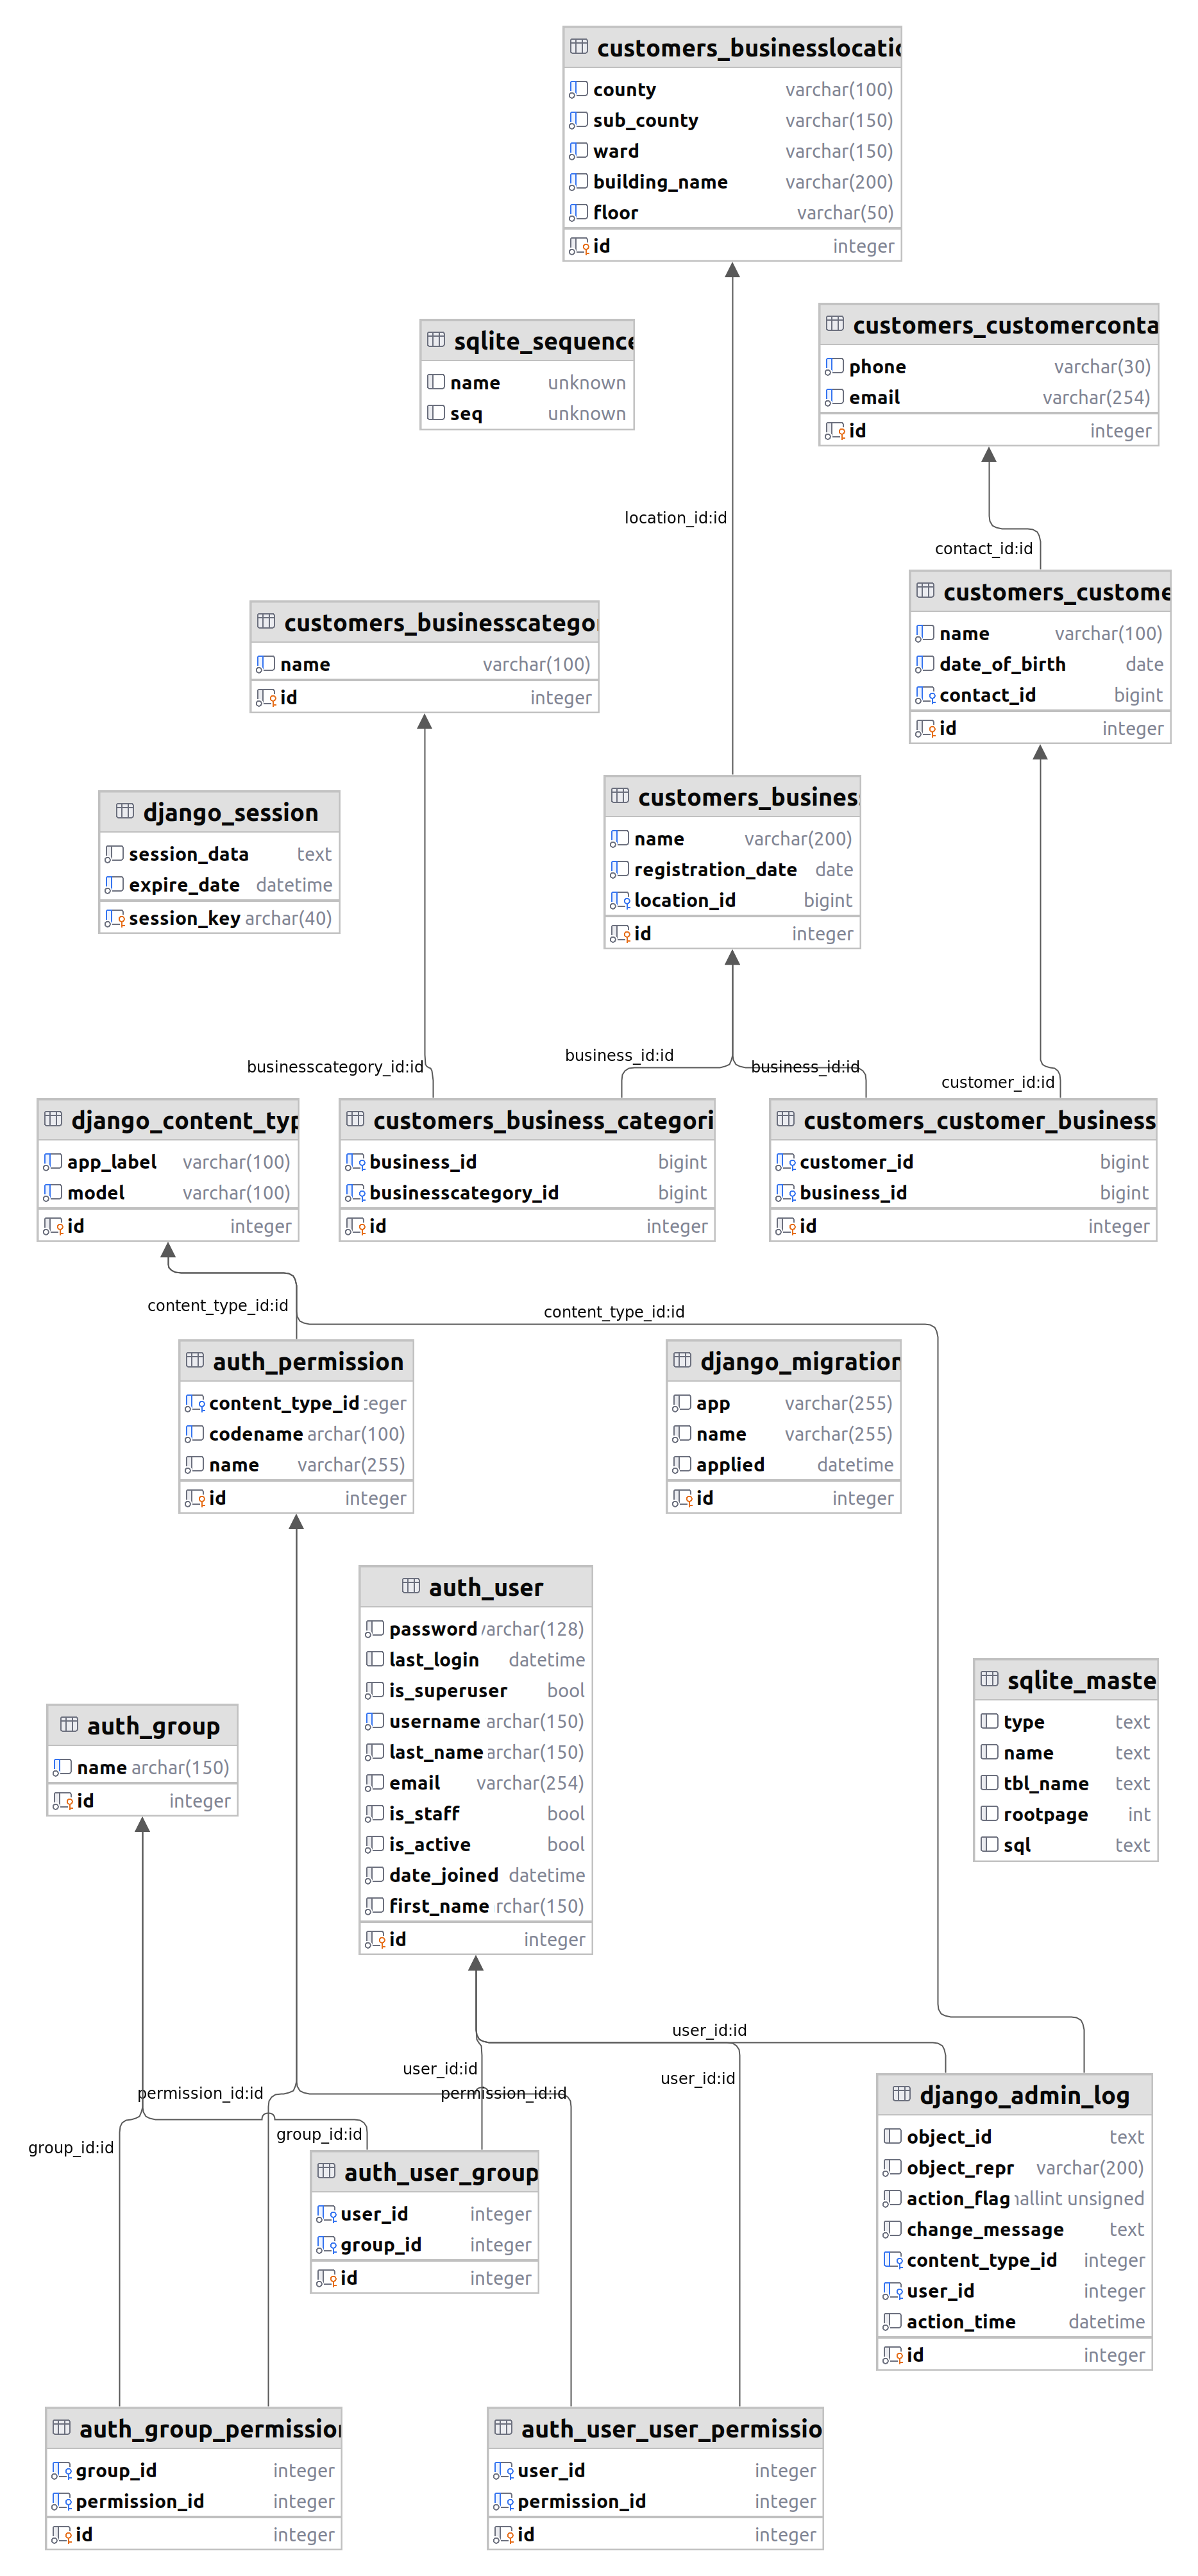 customers_businesslocatio
county varchar(100)
sub_county varchar(150)
ward varchar(150)
building_name varchar(200)
floor varchar(50)
id integer
customers_customerconta
phone varchar(30)
email varchar(254)
id integer
sqlite_sequence
name unknown
seq unknown
location_id:id
contact_id:id
customers_custome
name varchar(100)
date_of_birth date
contact_id bigint
id integer
customers_businesscategor
name varchar(100)
id integer
customers_business
name varchar(200)
registration_date date
location_id bigint
id integer
django_session
session_data text
expire_date datetime
session_key archar(40)
businesscategory_id:id
business_id:id
business_id:id
customer_id:id
django_content_typ
app_label varchar(100)
model varchar(100)
id integer
customers_business_categori
business_id bigint
businesscategory_id bigint
id integer
customers_customer_business
customer_id bigint
business_id bigint
id integer
content_type_id:id
content_type_id:id
auth_permission
content_type_id teger
codename archar(100)
name varchar(255)
id integer
django_migration
app varchar(255)
name varchar(255)
applied datetime
id integer
auth_user
password varchar(128)
last_login datetime
is_superuser bool
username archar(150)
last_name archar(150)
email varchar(254)
is_staff bool
is_active bool
date_joined datetime
first_name rchar(150)
id integer
sqlite_maste
type text
name text
tbl_name text
rootpage int
sql text
auth_group
name archar(150)
id integer
user_id:id
user_id:id
user_id:id
permission_id:id
permission_id:id
group_id:id
group_id:id
django_admin_log
object_id text
object_repr varchar(200)
action_flag allint unsigned
change_message text
content_type_id integer
user_id integer
action_time datetime
id integer
auth_user_group
user_id integer
group_id integer
id integer
auth_group_permission
group_id integer
permission_id integer
id integer
auth_user_user_permissio
user_id integer
permission_id integer
id integer